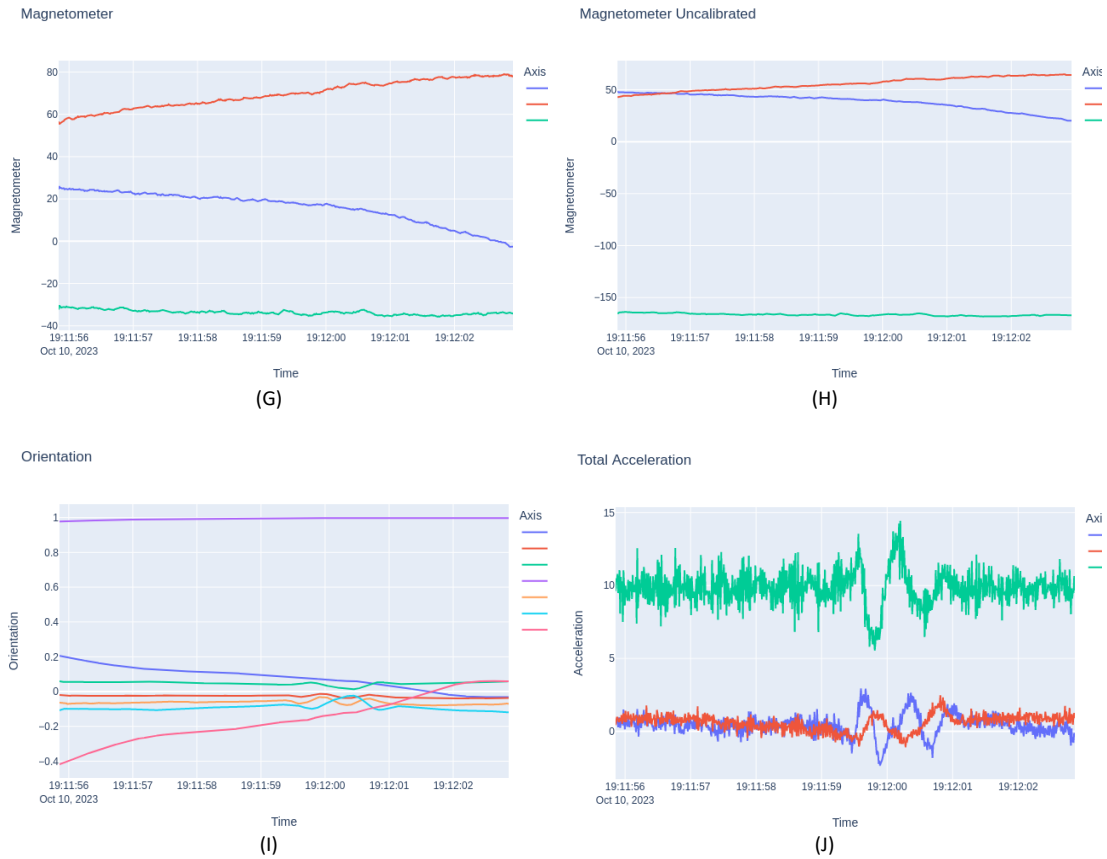 Magnetometer
Axis
Magnetometer
80
60
40
20
0
−20
−40
19:11:56 19:11:57 19:11:58 19:11:59 19:12:00 19:12:01 19:12:02
Oct 10, 2023
Time
(G)
Magnetometer Uncalibrated
Axis
Magnetometer
50
0
−50
−100
−150
19:11:56 19:11:57 19:11:58 19:11:59 19:12:00 19:12:01 19:12:02
Oct 10, 2023
Time
(H)
Orientation
Axis
Orientation
1
0.8
0.6
0.4
0.2
0
−0.2
−0.4
19:11:56 19:11:57 19:11:58 19:11:59 19:12:00 19:12:01 19:12:02
Oct 10, 2023
Time
(I)
Total Acceleration
Axis
Acceleration
15
10
5
0
19:11:56 19:11:57 19:11:58 19:11:59 19:12:00 19:12:01 19:12:02
Oct 10, 2023
Time
(J)